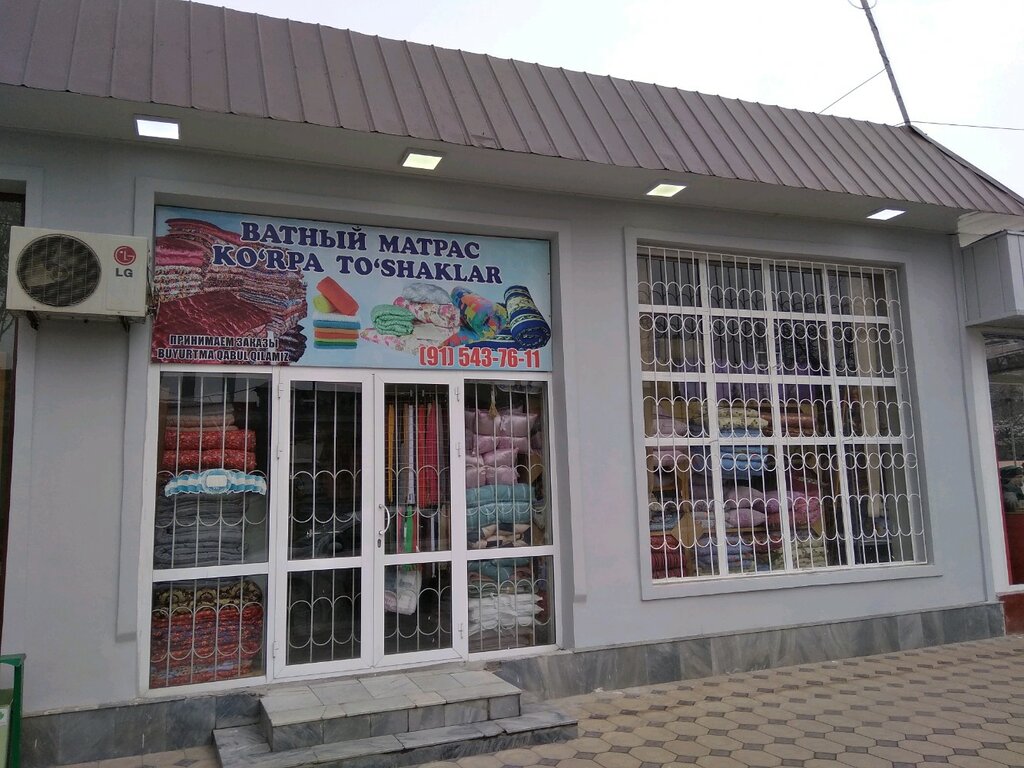 ВАТНЫЙ МАТРАС
KO‘RPA TO‘SHAKLAR
ПРИНИМАЕМ ЗАКАЗЫ
BUYURTMA QABUL QILAMIZ
(91) 543-76-11
LG